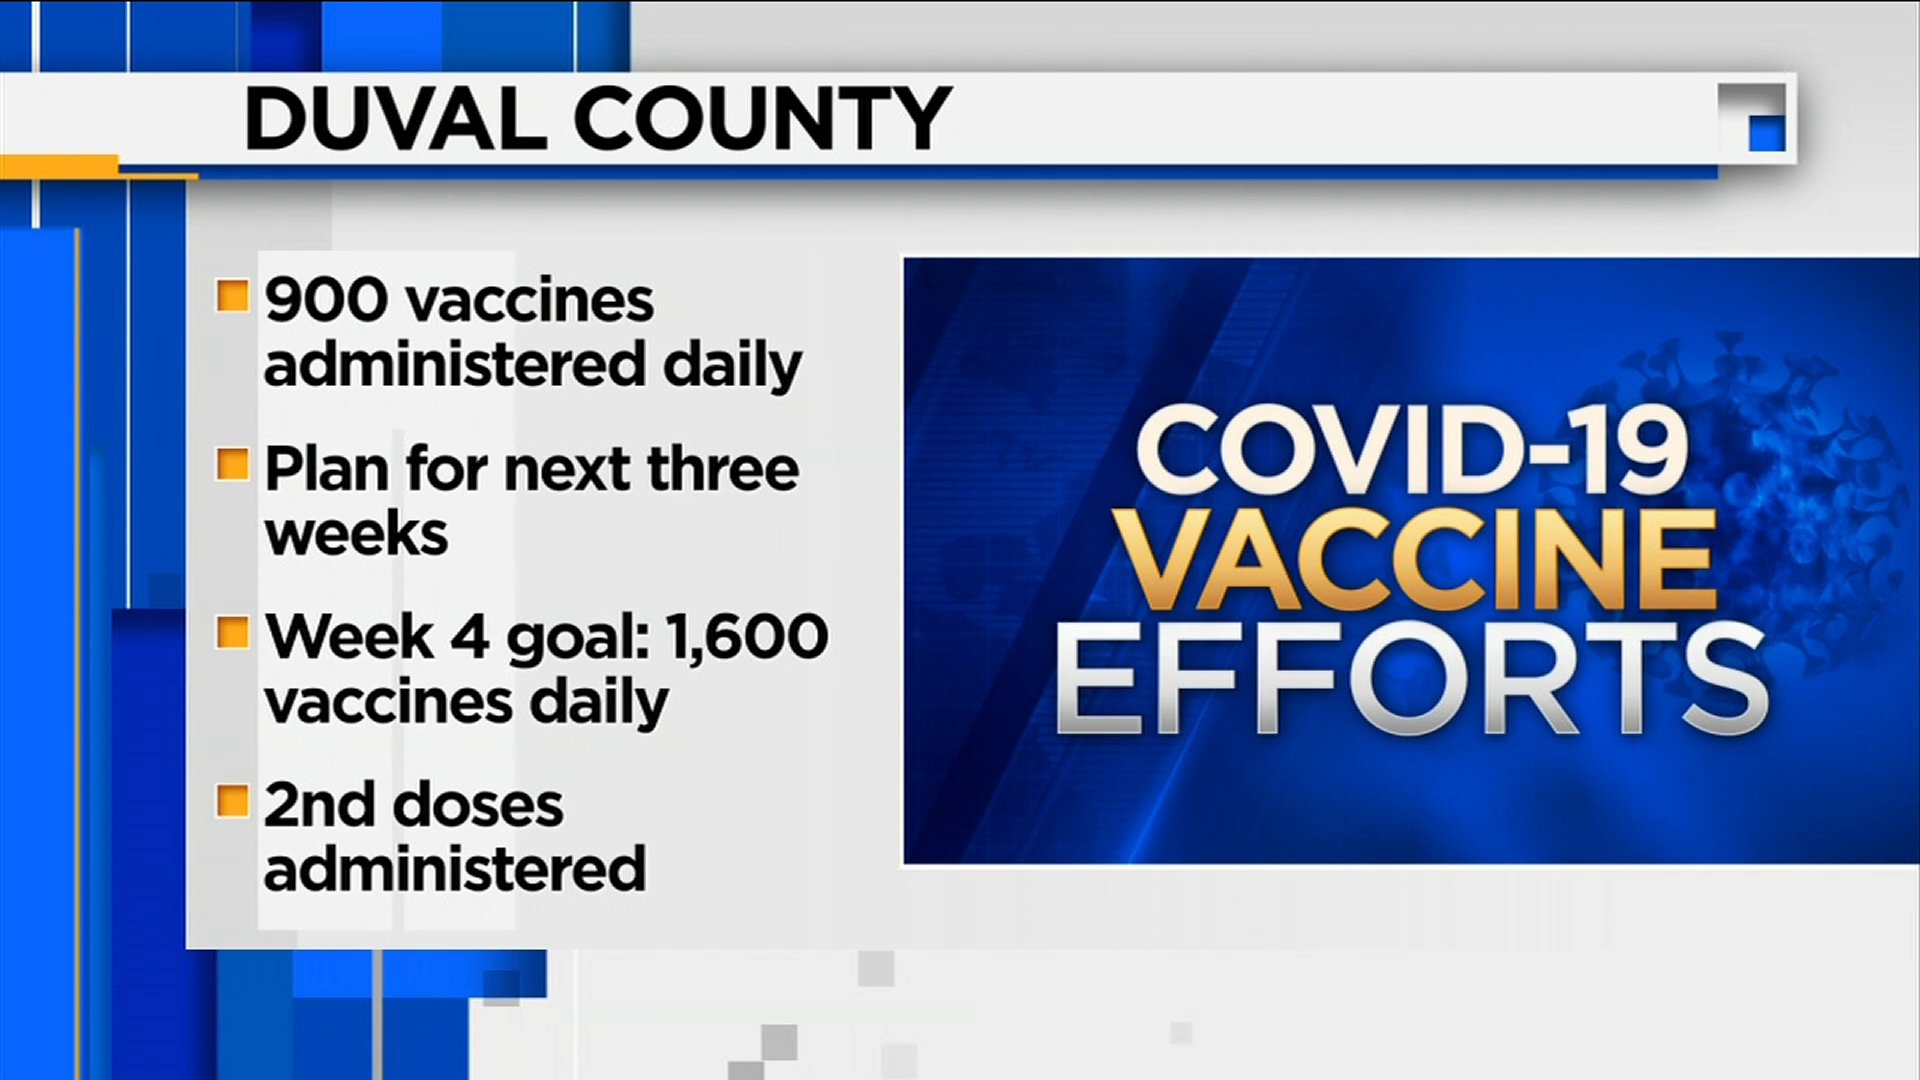 DUVAL COUNTY
900 vaccines
administered daily
Plan for next three
weeks
Week 4 goal: 1,600
vaccines daily
2nd doses
administered
COVID-19
VACCINE
EFFORTS